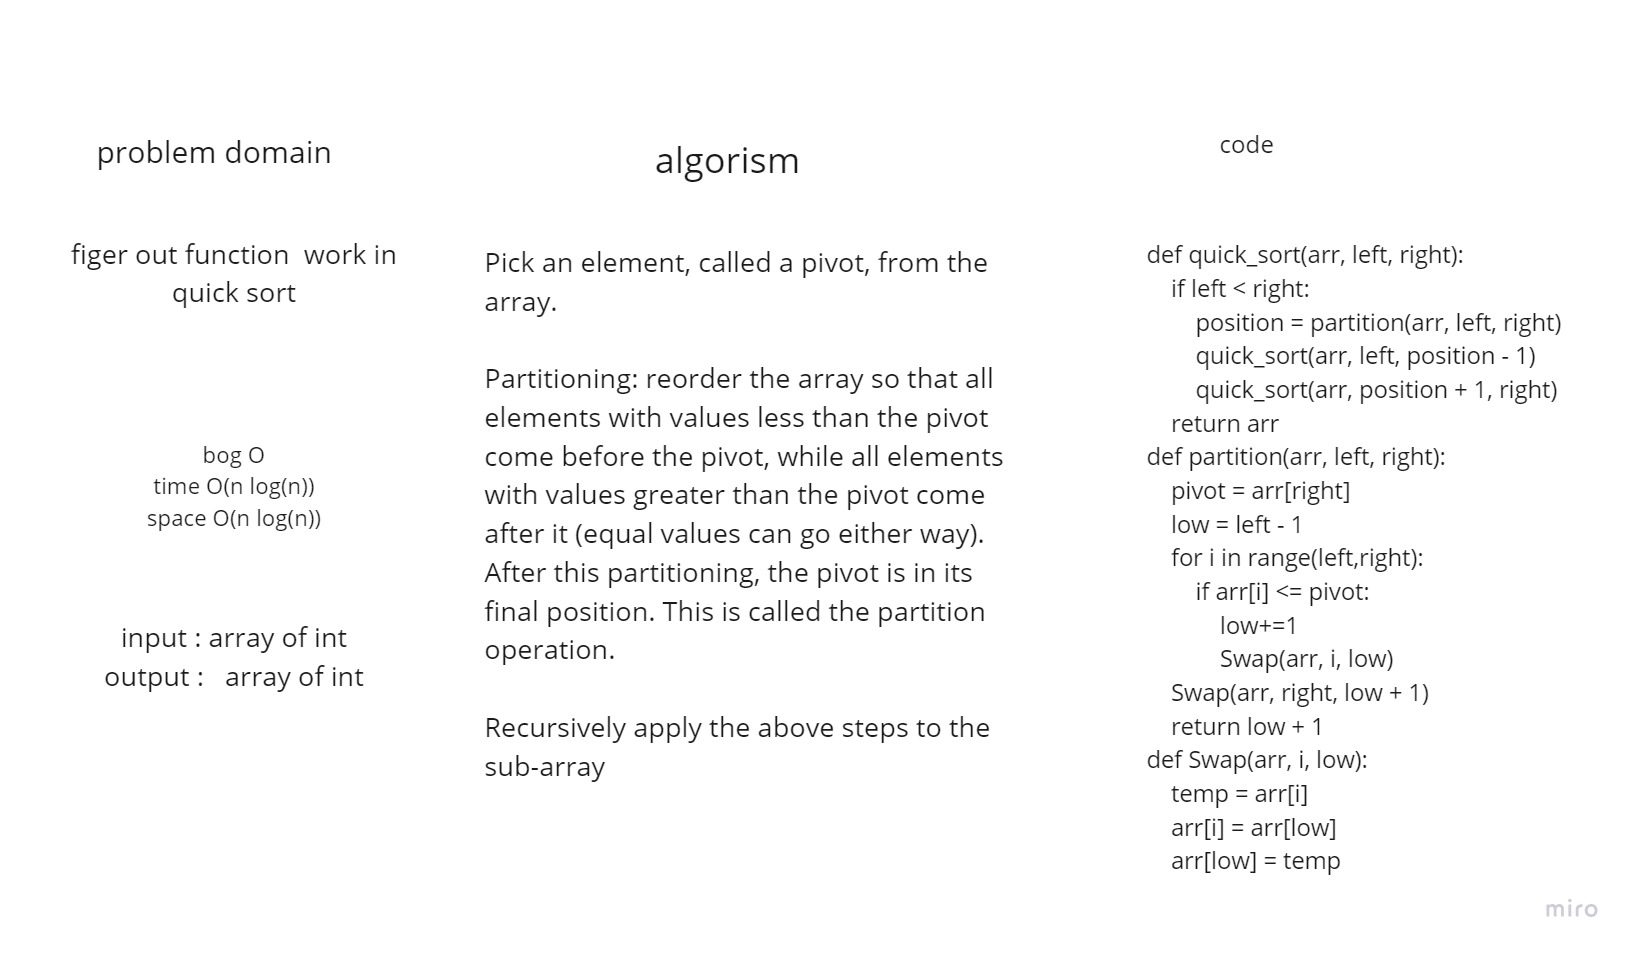 problem domain
figer out function  work in
quick sort
bog O
time O(n log(n))
space O(n log(n))
input : array of int
output :   array of int
algorism
Pick an element, called a pivot, from the
array.
Partitioning: reorder the array so that all
elements with values less than the pivot
come before the pivot, while all elements
with values greater than the pivot come
after it (equal values can go either way).
After this partitioning, the pivot is in its
final position. This is called the partition
operation.
Recursively apply the above steps to the
sub-array
code
def quick_sort(arr, left, right):
    if left < right:
        position = partition(arr, left, right)
        quick_sort(arr, left, position - 1)
        quick_sort(arr, position + 1, right)
    return arr
def partition(arr, left, right):
    pivot = arr[right]
    low = left - 1
    for i in range(left,right):
        if arr[i] <= pivot:
            low+=1
            Swap(arr, i, low)
    Swap(arr, right, low + 1)
    return low + 1
def Swap(arr, i, low):
    temp = arr[i]
    arr[i] = arr[low]
    arr[low] = temp
miro